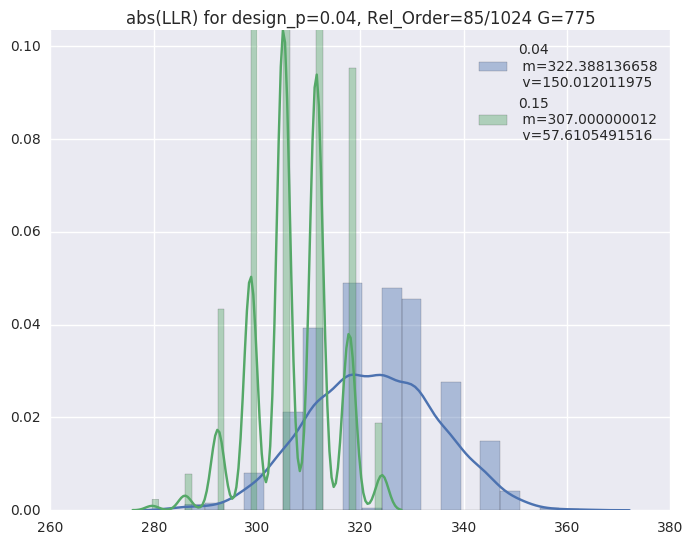 abs(LLR) for design_p=0.04, Rel_Order=85/1024 G=775
0.10
0.08
0.06
0.04
0.02
0.00
0.04
m=322.388136658
v=150.012011975
0.15
m=307.000000012
v=57.6105491516
260 280 300 320 340 360 380